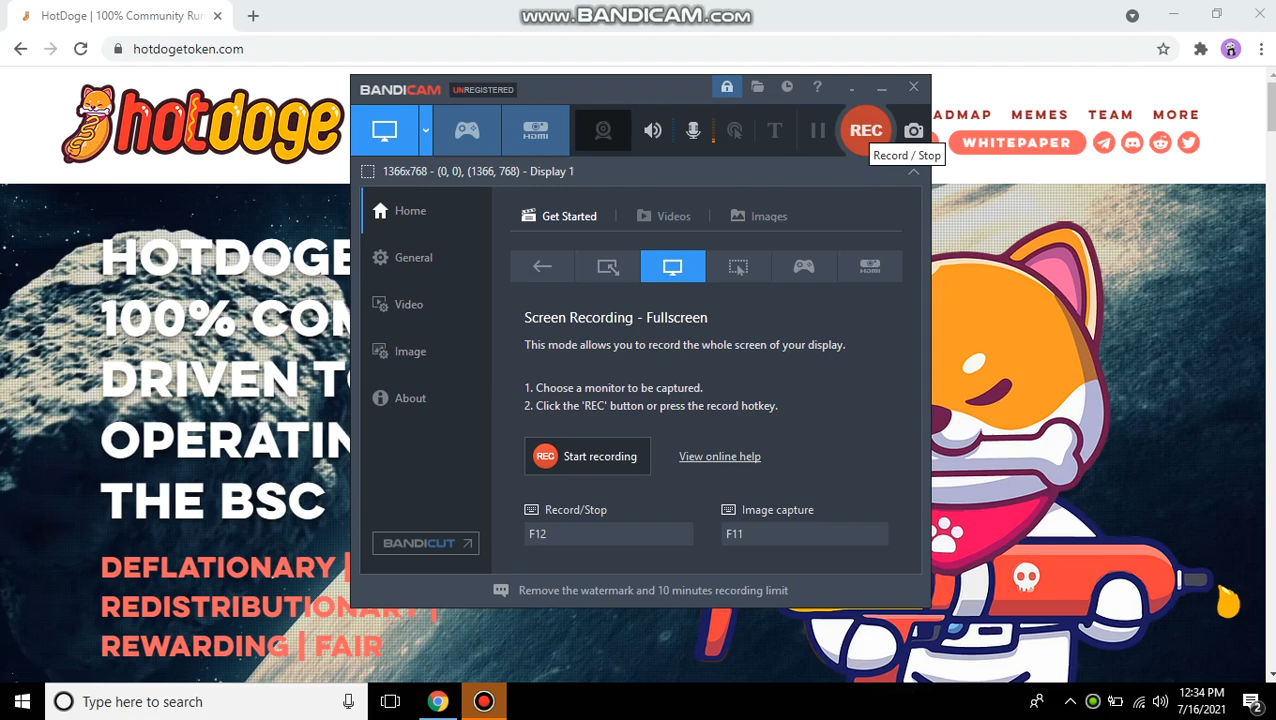 HotDoge | 100% Community Run
www.BANDICAM.com
hotdogetoken.com
hotdoge
ADMAP MEMES TEAM MORE
WHITEPAPER
BANDICAM UNREGISTERED
HDMI
T
REC
Record / Stop
1366x768 - (0, 0), (1366, 768) - Display 1
Home
General
Video
Image
About
BANDICUT
Get Started
Videos
Images
HDMI
Screen Recording - Fullscreen
This mode allows you to record the whole screen of your display.
1. Choose a monitor to be captured.
2. Click the 'REC' button or press the record hotkey.
REC Start recording
View online help
Record/Stop
Image capture
F12
F11
Remove the watermark and 10 minutes recording limit
HOTDOGE
100% COM
DRIVEN T
OPERATIN
THE BSC
DEFLATIONARY |
REDISTRIBUTIONARY |
REWARDING | FAIR
Type here to search
12:34 PM
7/16/2021
2